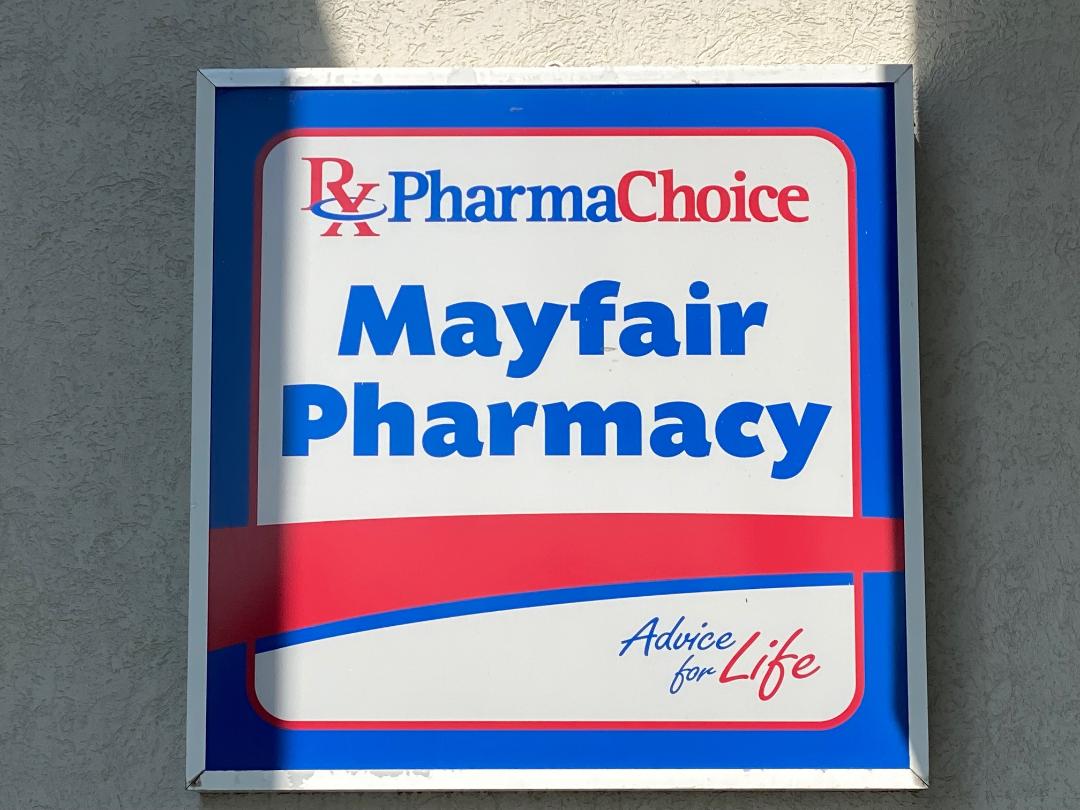 Rx PharmaChoice
Mayfair
Pharmacy
Advice
for Life